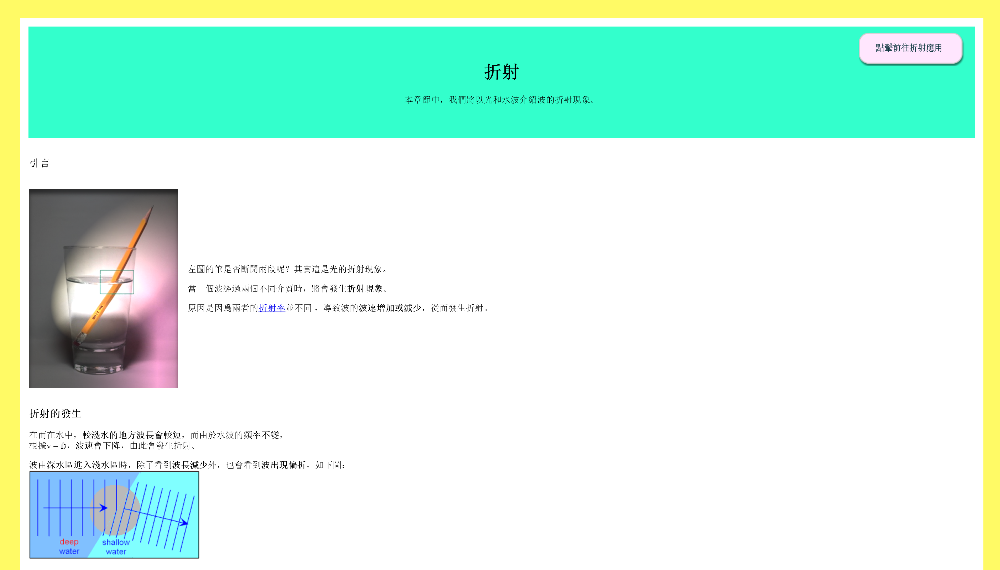 點擊前往折射應用
折射
本章節中，我們將以光和水波介紹波的折射現象。
引言
No 2 / HB
左圖的筆是否斷開兩段呢？其實這是光的折射現象。
當一個波經過兩個不同介質時，將會發生折射現象。
原因是因爲兩者的折射率並不同 ，導致波的波速增加或減少，從而發生折射。
折射的發生
在而在水中，較淺水的地方波長會較短，而由於水波的頻率不變，
根據v = fλ，波速會下降，由此會發生折射。
波由深水區進入淺水區時，除了看到波長減少外，也會看到波出現偏折，如下圖：
deep
water
shallow
water